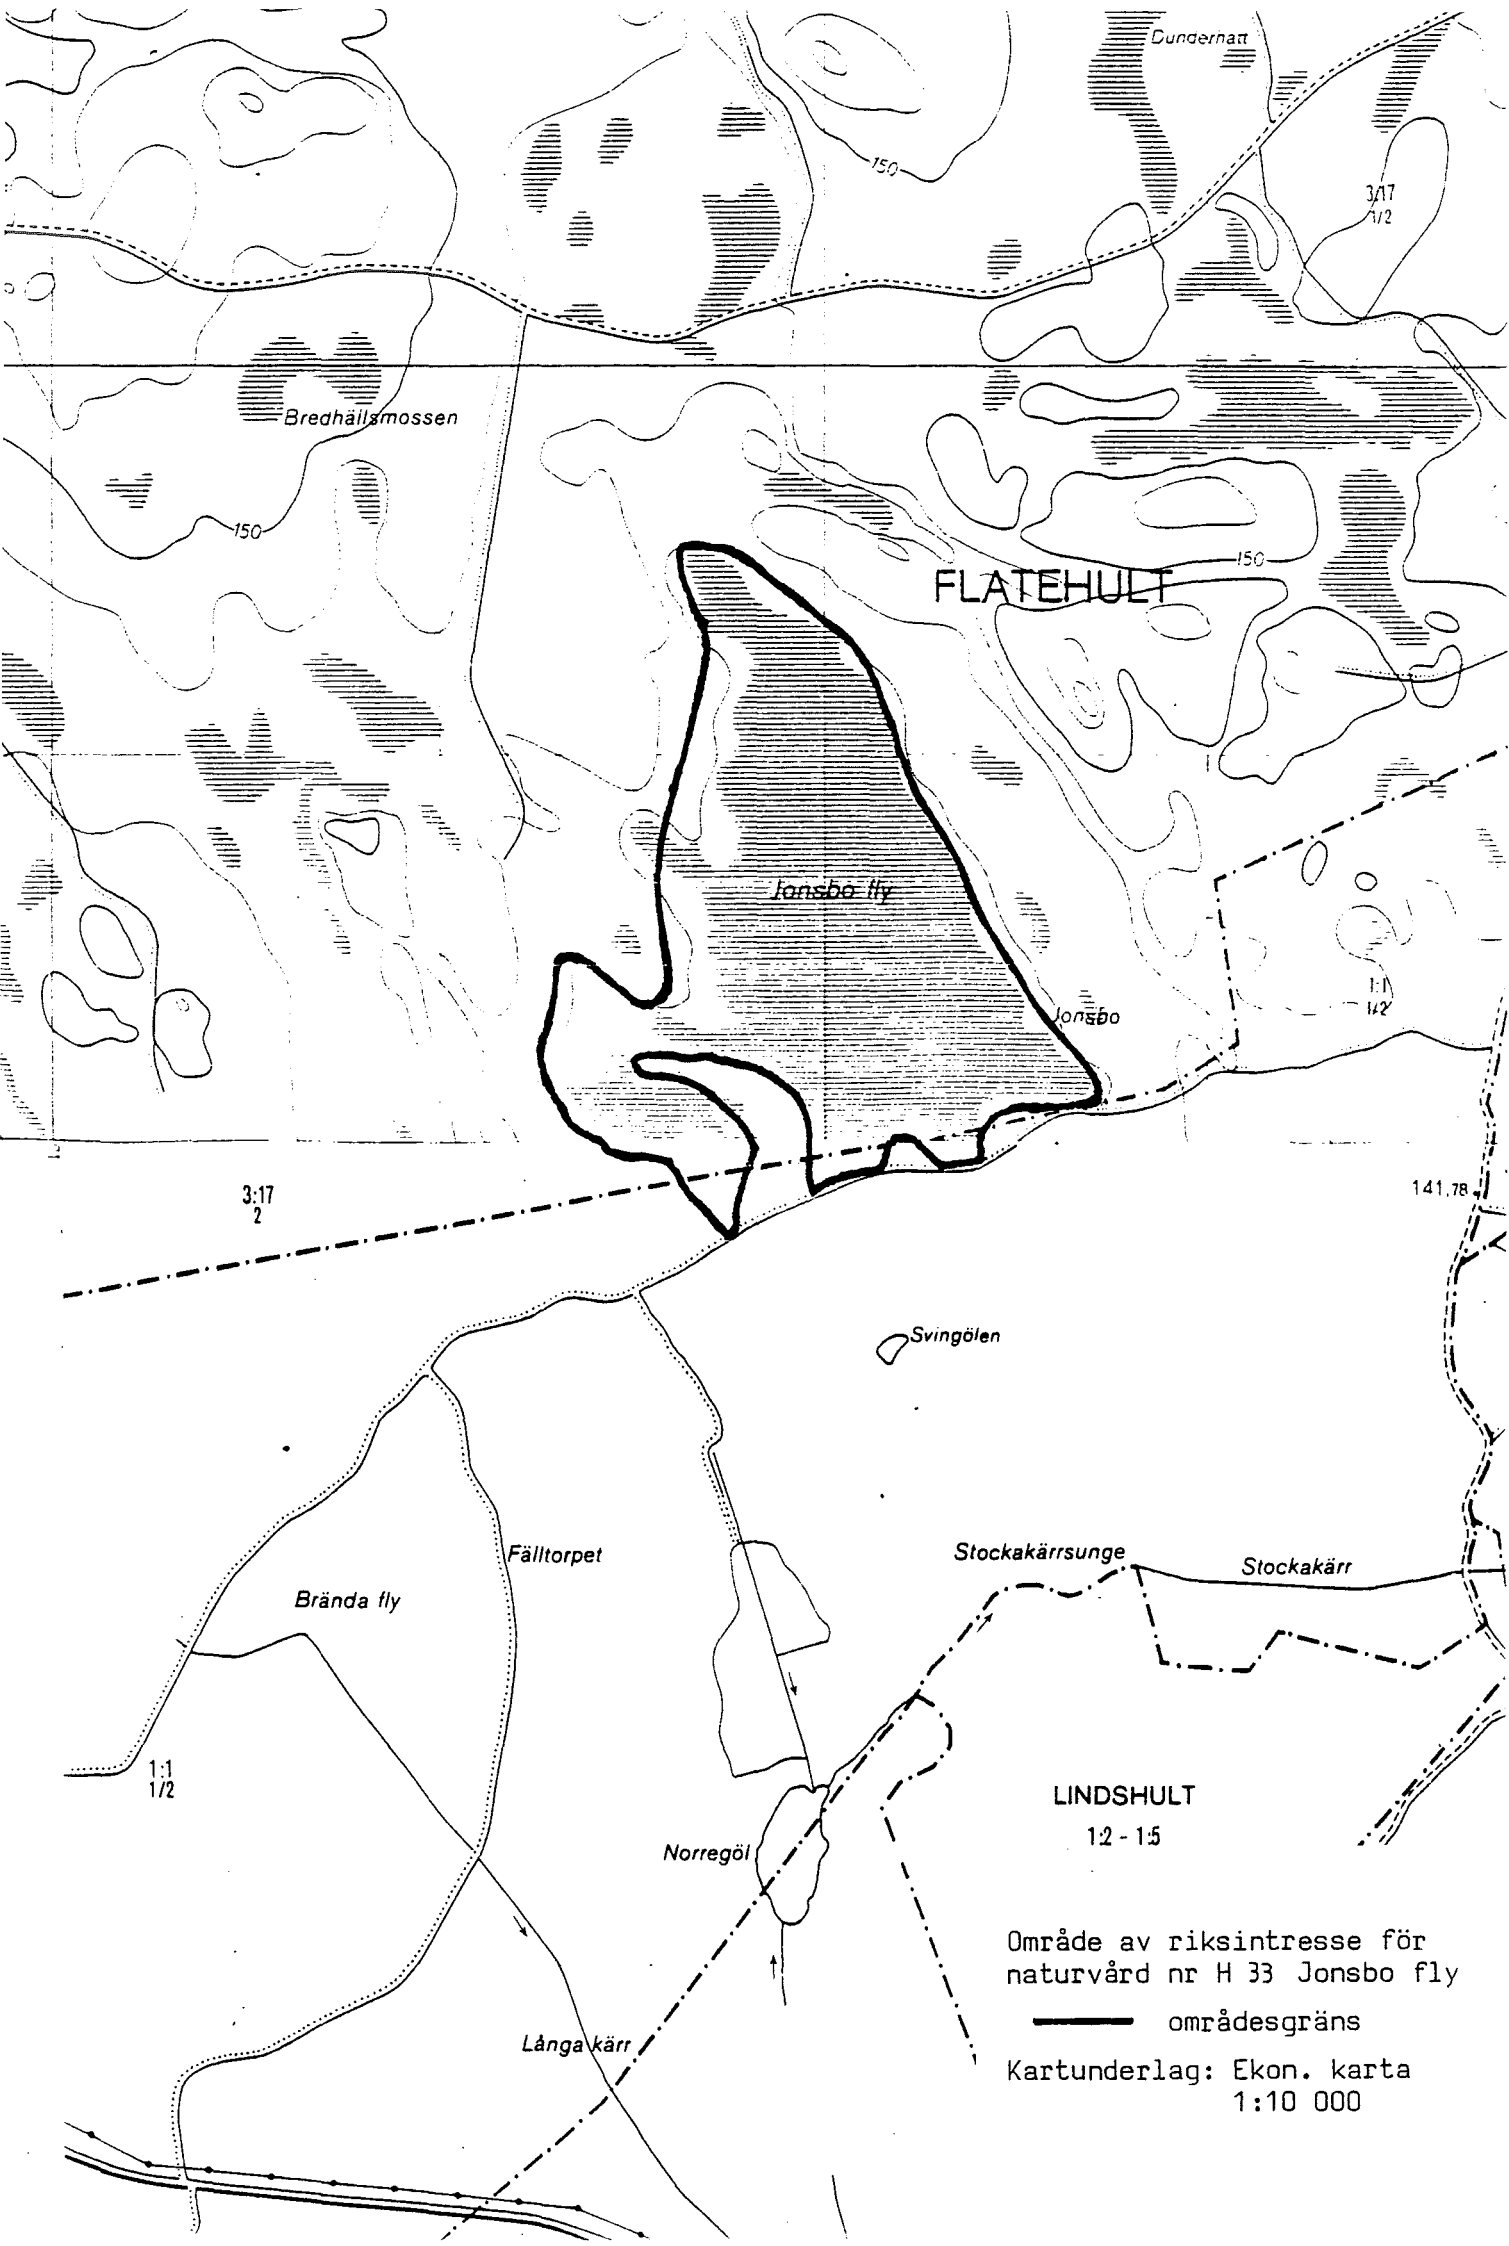 Dunderhatt
150
3/17
1/2
Bredhällsmossen
150
150
FLATEHULT
Jonsbo fly
1:1
1/2
Jonsbo
3:17
2
141,78
Svingölen
Fälltorpet
Stockakärrsunge
Stockakärr
Brända fly
1:1
1/2
LINDSHULT
1:2 - 1:5
Norregöl
Område av riksintresse för
naturvård nr H 33 Jonsbo fly
områdesgräns
Långa kärr
Kartunderlag: Ekon. karta
1:10 000